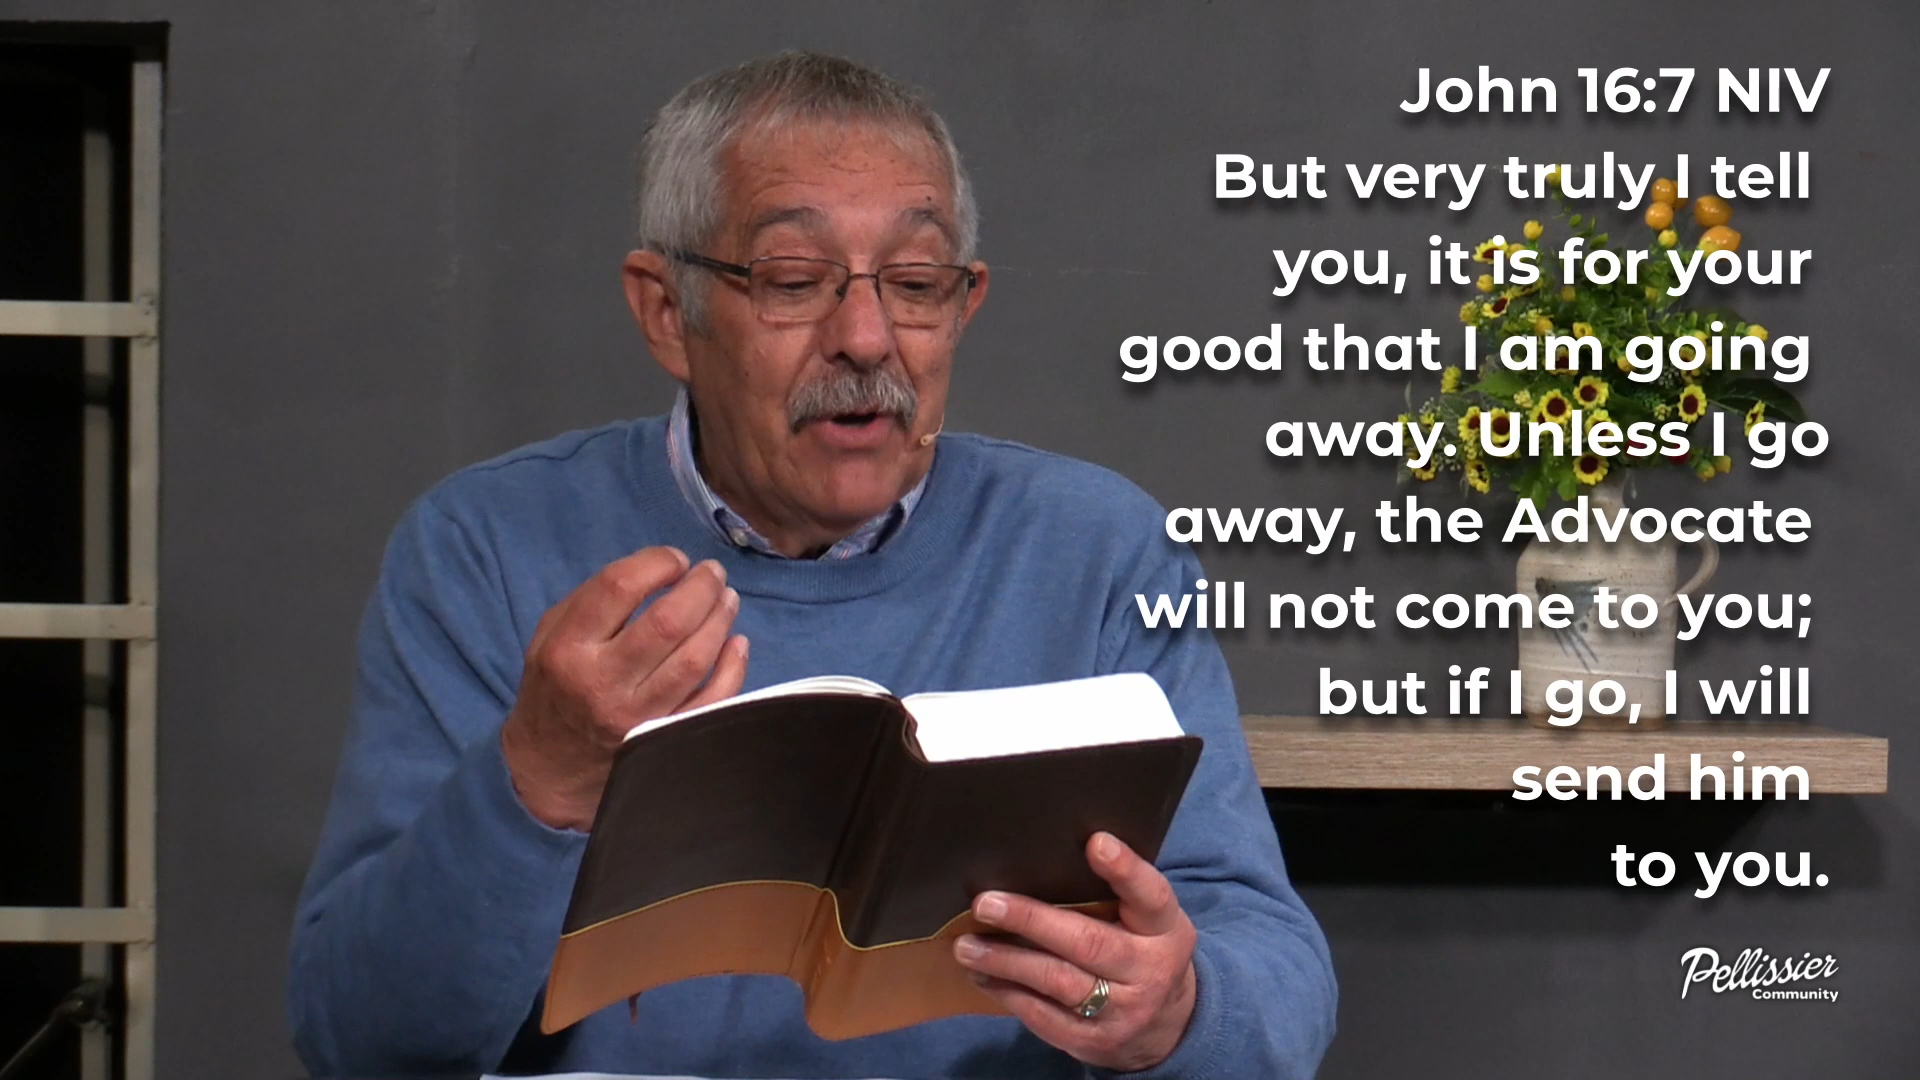 John 16:7 NIV
But very truly I tell
you, it is for your
good that I am going
away. Unless I go
away, the Advocate
will not come to you;
but if I go, I will
send him
to you.
Pellissier
Community